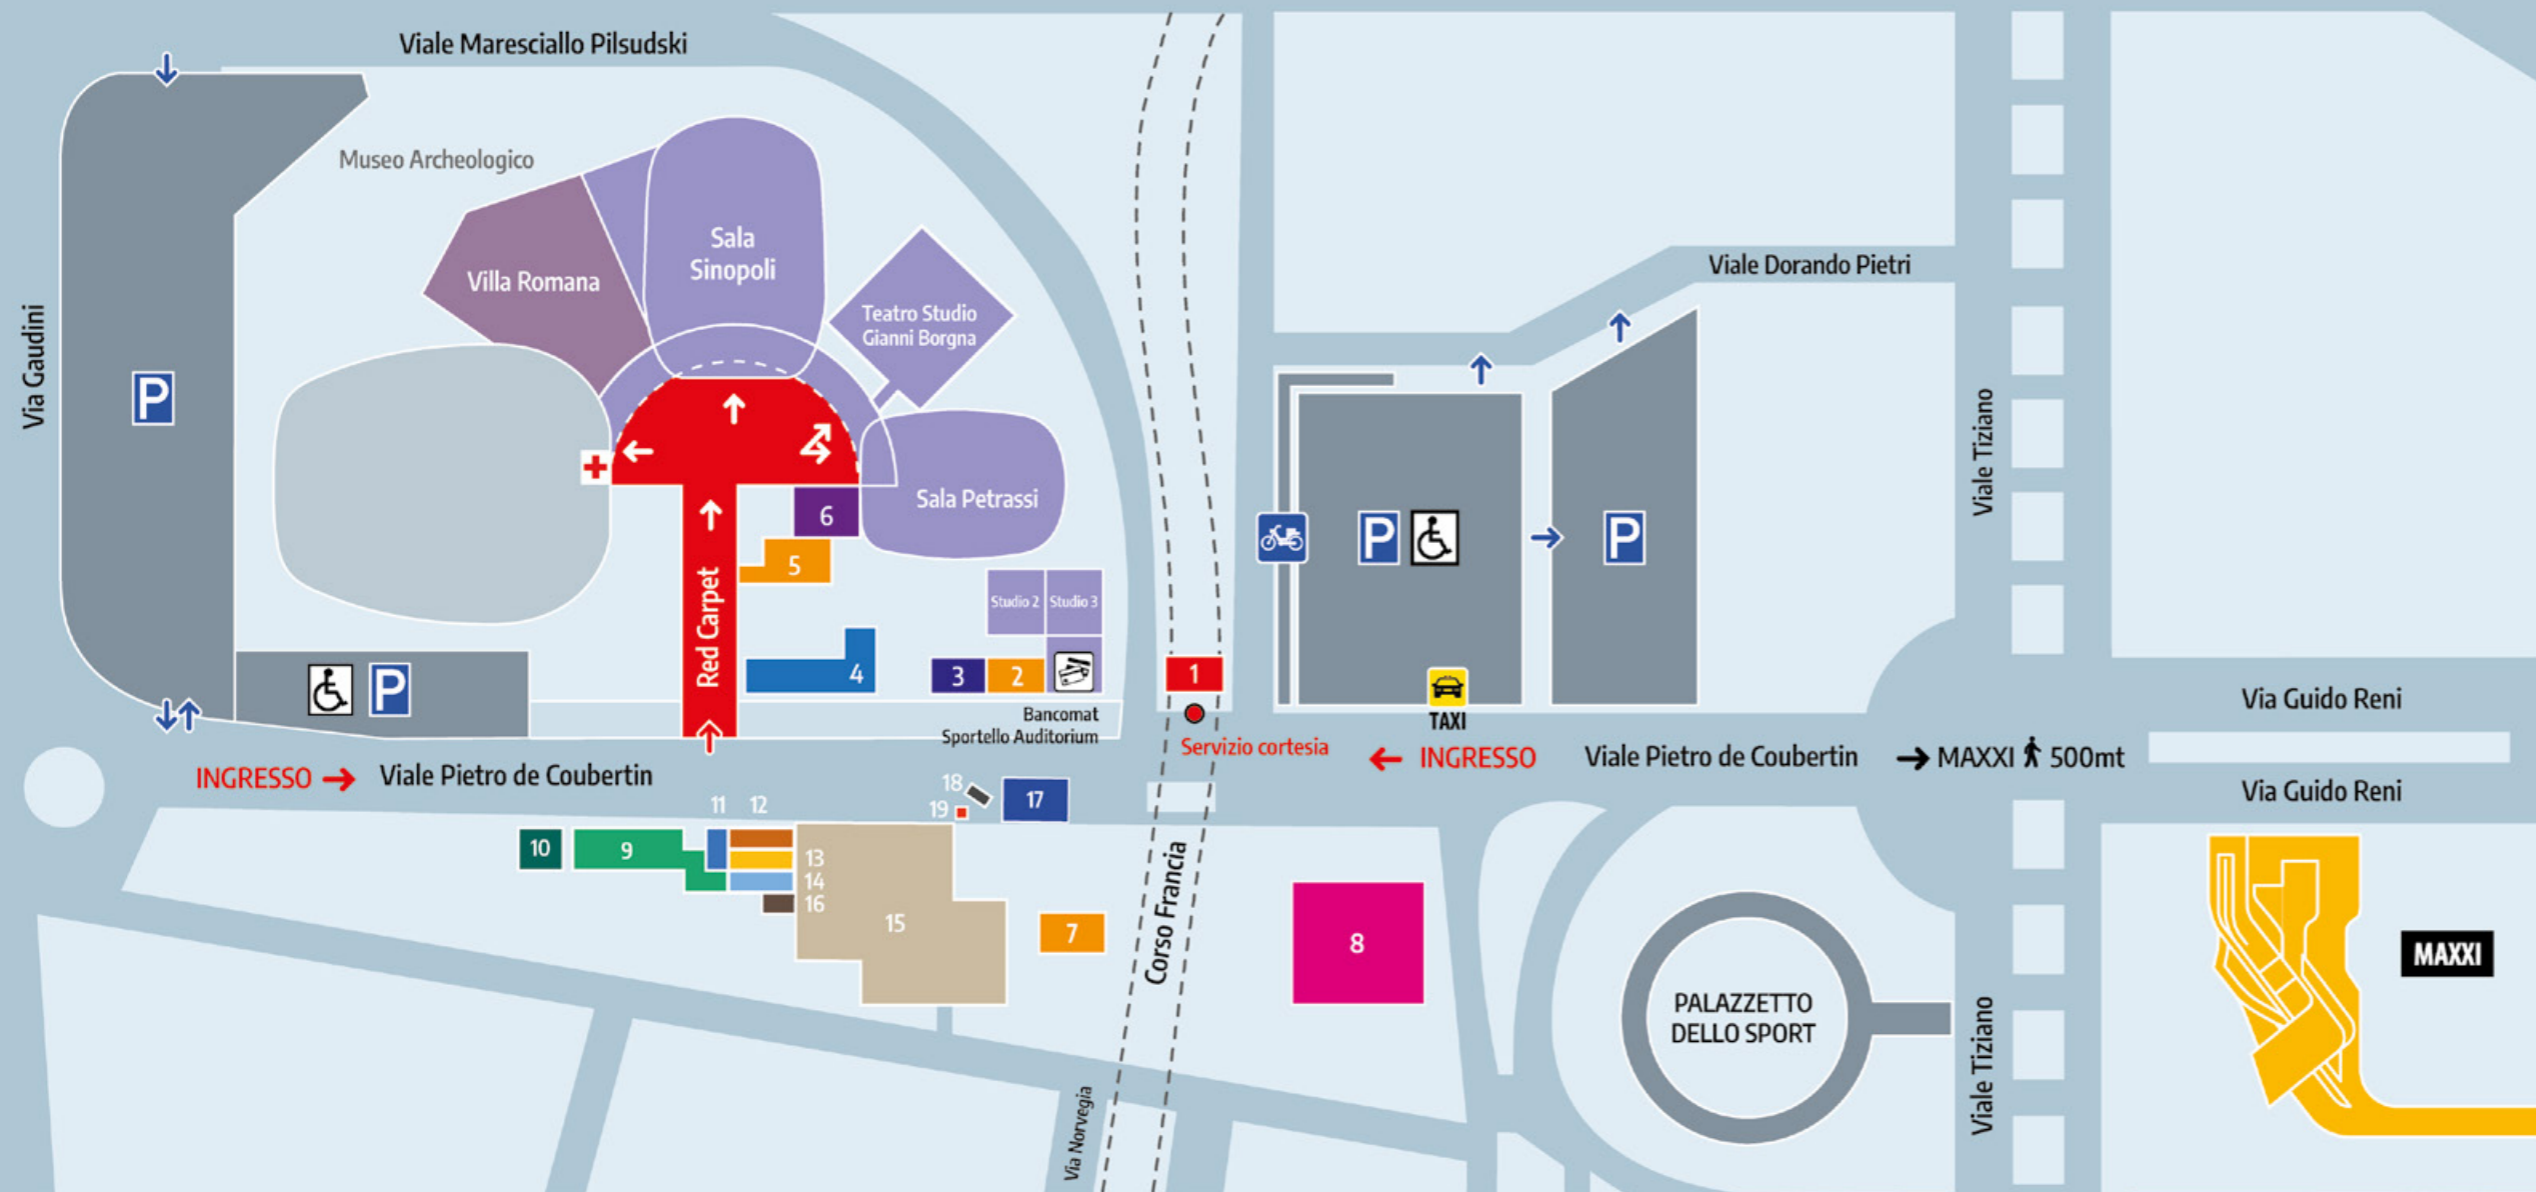 Viale Maresciallo Pilsudski
Museo Archeologico
Sala
Sinopoli
Villa Romana
Teatro Studio
Gianni Borgna
Viale Dorando Pietri
Via Gaudini
P
Viale Tiziano
Sala Petrassi
6
5
P
P
Red Carpet
Studio 2
Studio 3
4
3
2
1
P
TAXI
Bancomat
Sportello Auditorium
Servizio cortesia
INGRESSO
Viale Pietro de Coubertin
MAXXI
500mt
Via Guido Reni
Via Guido Reni
INGRESSO
Viale Pietro de Coubertin
18
19
17
11
12
10
9
13
14
16
15
7
Corso Francia
8
PALAZZETTO
DELLO SPORT
MAXXI
Viale Tiziano
Via Norvegia